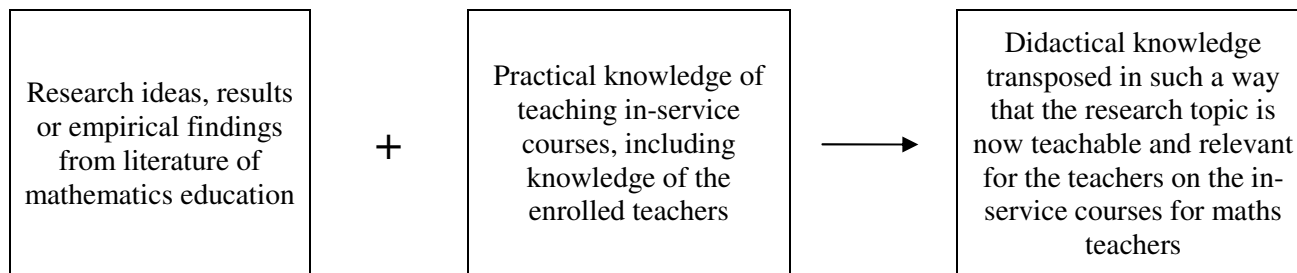 Research ideas, results
or empirical findings
from literature of
mathematics education
+
Practical knowledge of
teaching in-service
courses, including
knowledge of the
enrolled teachers
Didactical knowledge
transposed in such a way
that the research topic is
now teachable and relevant
for the teachers on the in-
service courses for maths
teachers